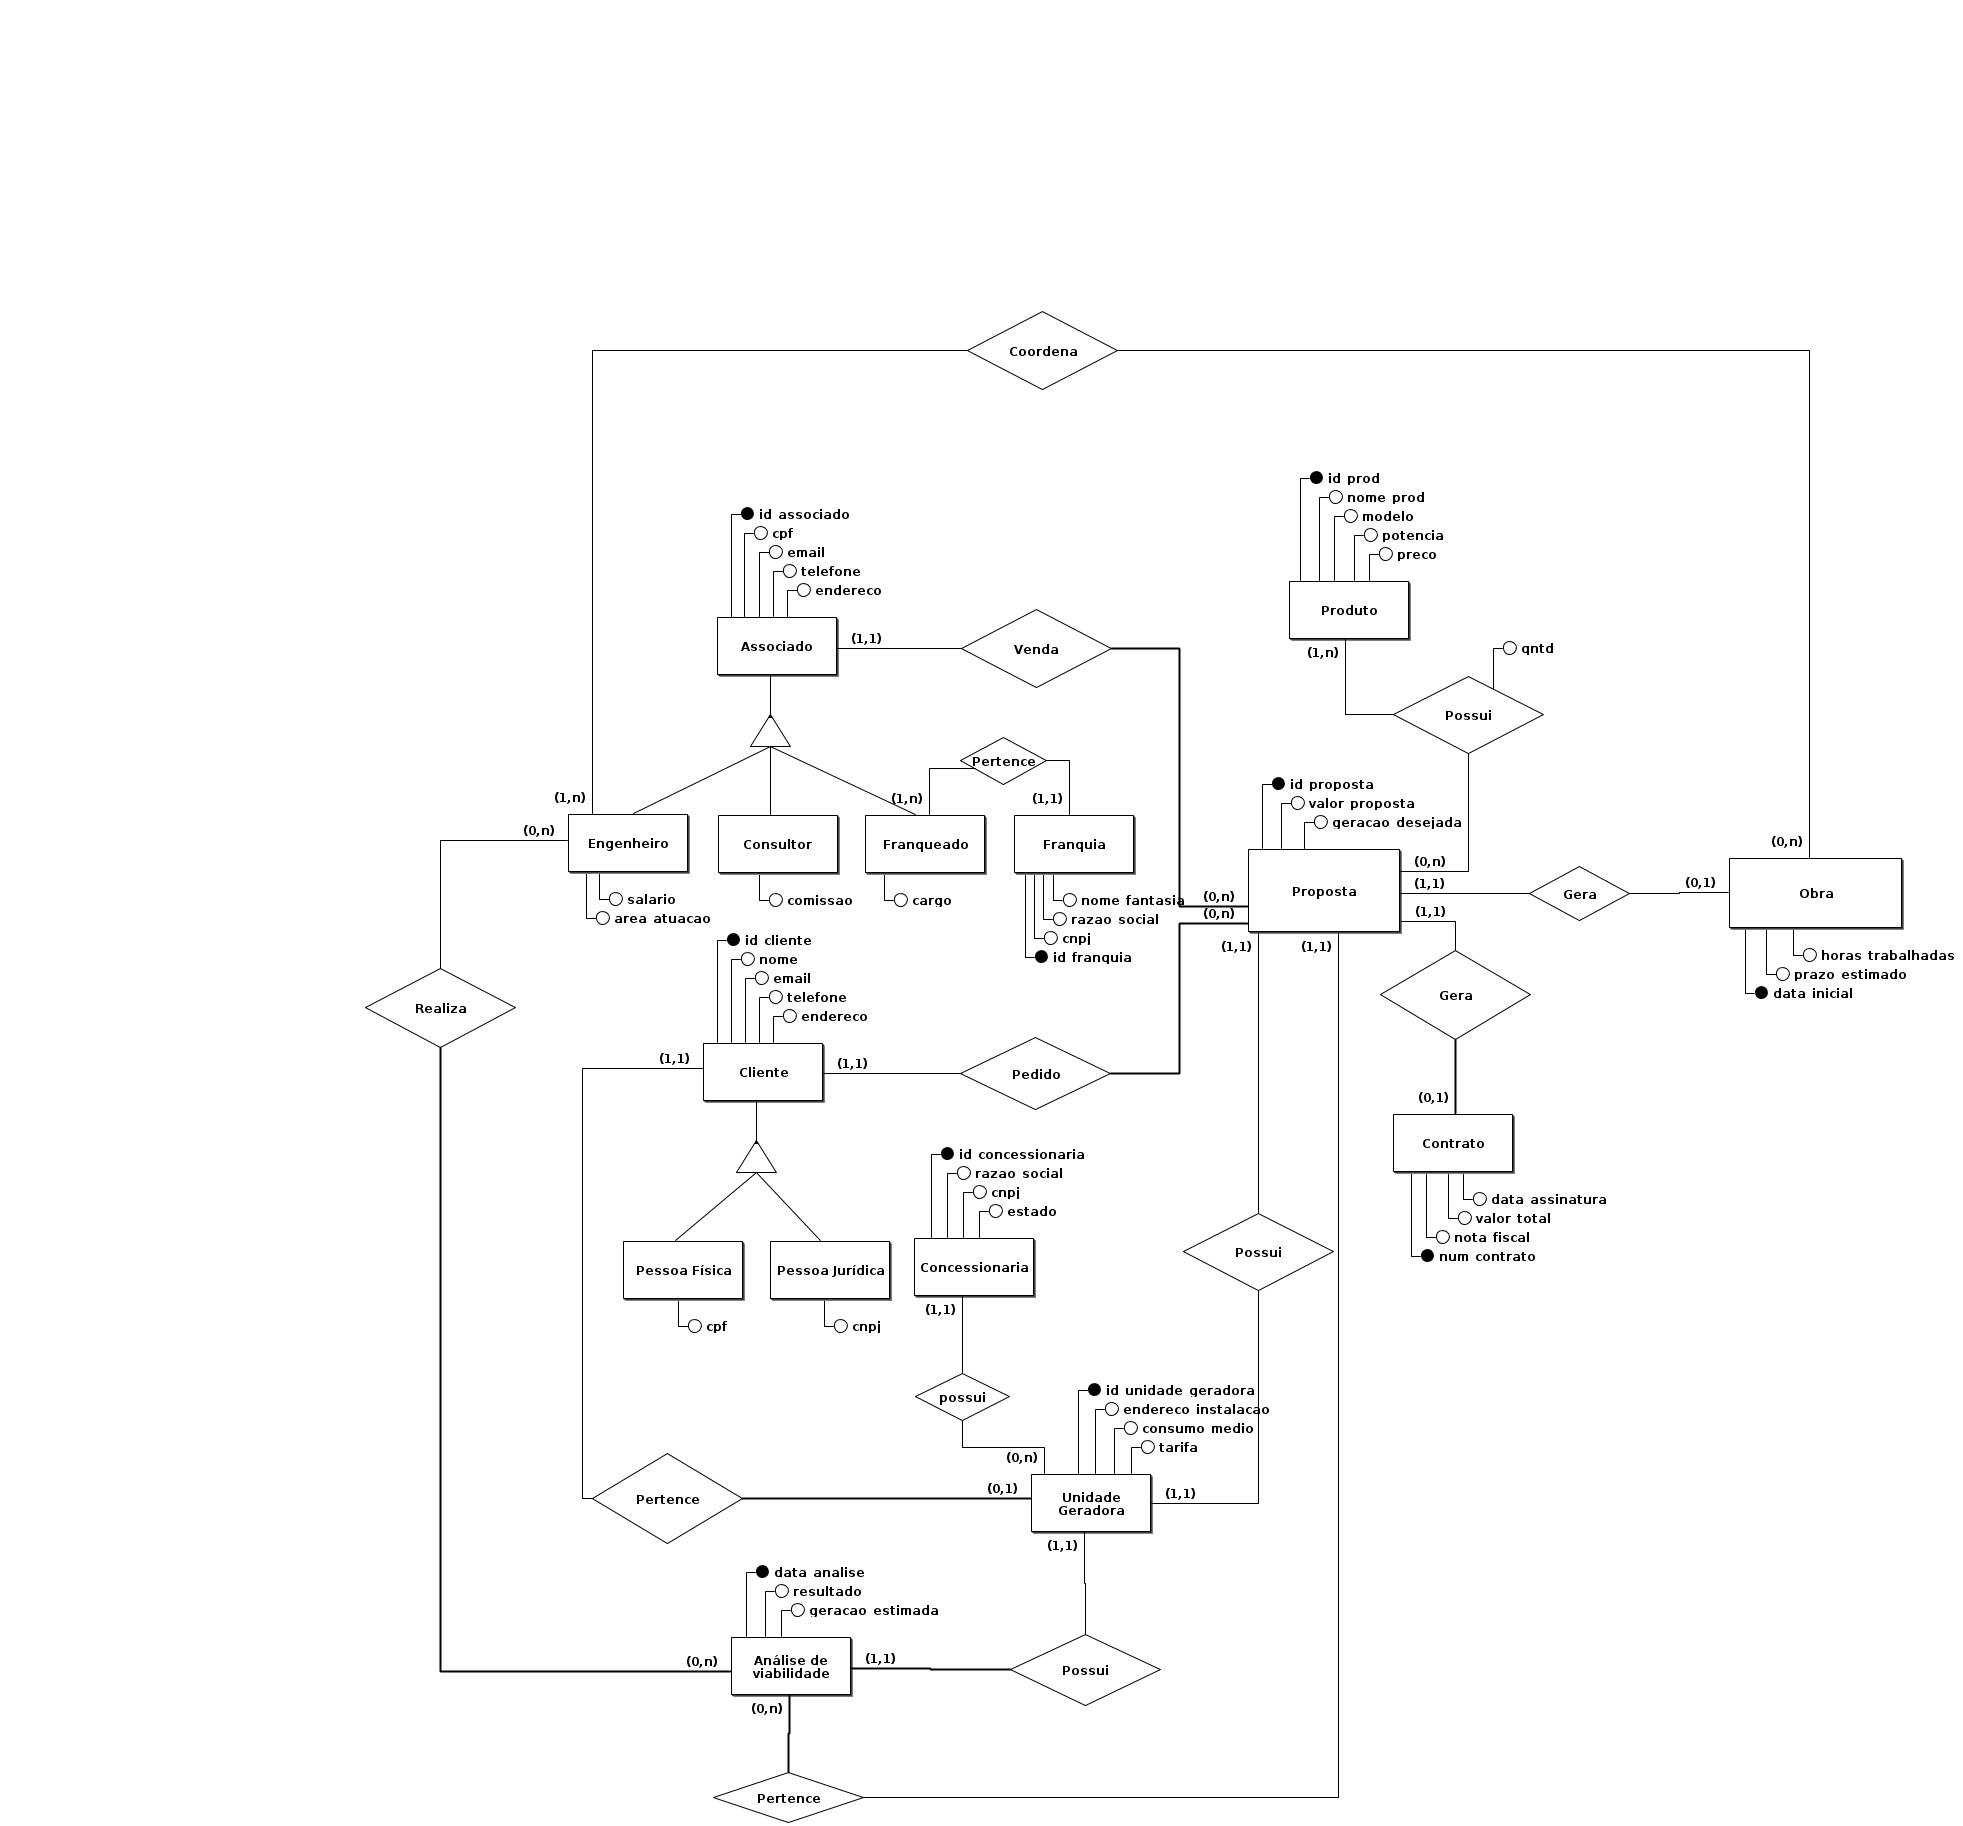 Coordena
id prod
nome prod
modelo
potencia
preco
id associado
cpf
email
telefone
endereco
Produto
Associado
(1,1)
Venda
(1,n)
qntd
Possui
Pertence
(1,n)
(1,n)
(1,1)
id proposta
valor proposta
geracao desejada
(0,n)
Engenheiro
Consultor
Franqueado
Franquia
(0,n)
(0,n)
(1,1)
(0,1)
Proposta
Gera
Obra
salario
area atuacao
comissao
cargo
nome fantasia
razao social
cnpj
id franquia
(0,n)
(0,n)
(1,1)
(1,1)
(1,1)
horas trabalhadas
prazo estimado
data inicial
id cliente
nome
email
telefone
endereco
Realiza
Gera
(1,1)
Cliente
(1,1)
Pedido
(0,1)
Contrato
id concessionaria
razao social
cnpj
estado
data assinatura
valor total
nota fiscal
num contrato
Pessoa Física
Pessoa Jurídica
Concessionaria
Possui
(1,1)
cpf
cnpj
possui
id unidade geradora
endereco instalacao
consumo medio
tarifa
(0,n)
Pertence
(0,1)
Unidade
Geradora
(1,1)
(1,1)
data analise
resultado
geracao estimada
(0,n)
Análise de
viabilidade
(1,1)
Possui
(0,n)
Pertence